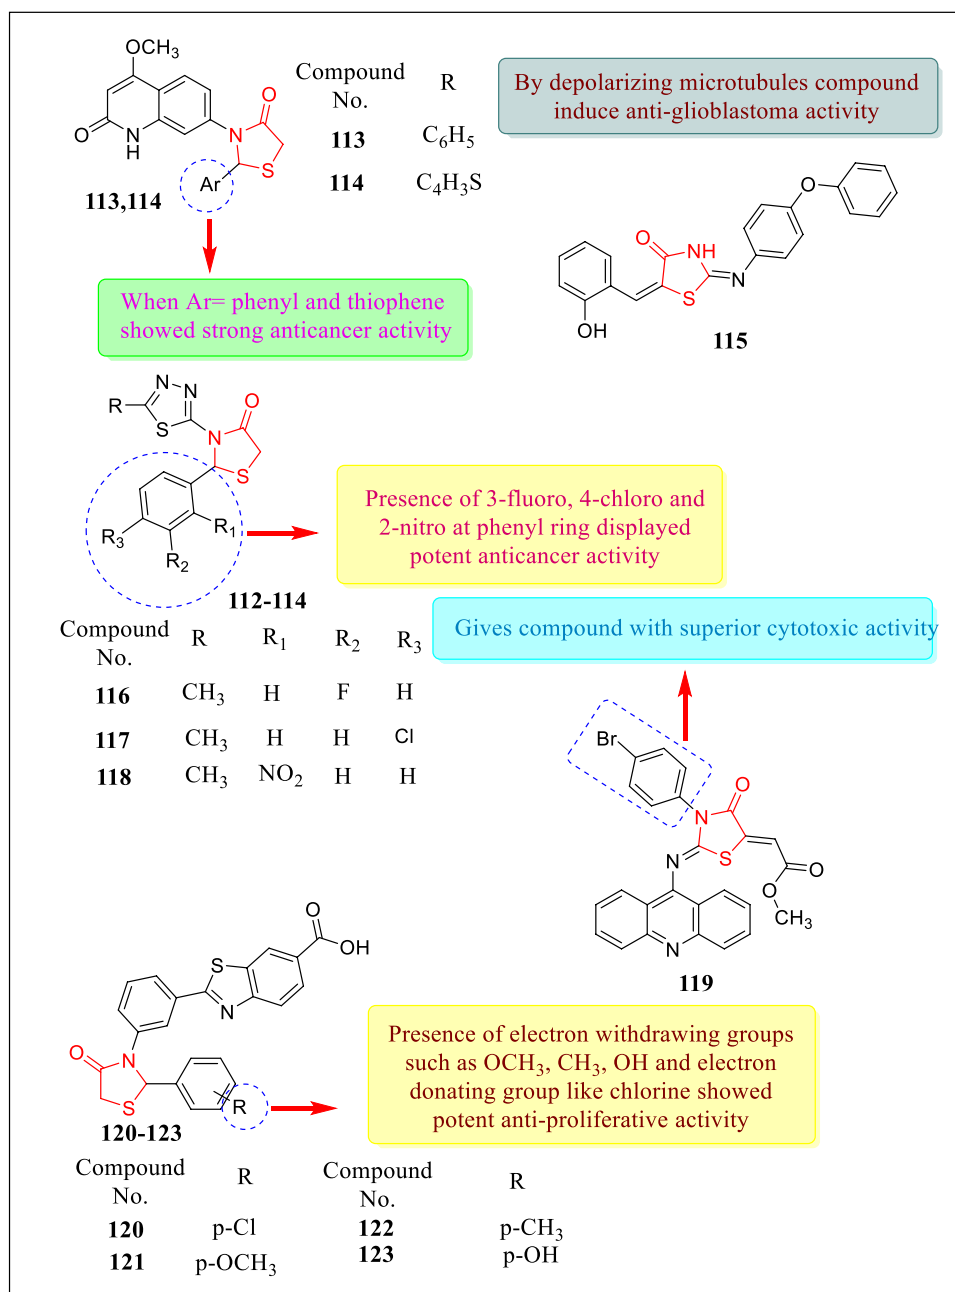 OCH3
O
N
H
N
O
S
Ar
113,114
Compound
No.
R
113
C6H5
114
C4H3S
By depolarizing microtubules compound
induce anti-glioblastoma activity
When Ar= phenyl and thiophene
showed strong anticancer activity
O
NH
S
N
O
OH
115
R
N
N
S
N
O
S
R1
R2
R3
112-114
Presence of 3-fluoro, 4-chloro and
2-nitro at phenyl ring displayed
potent anticancer activity
Compound
No.
R
R1
R2
R3
116
CH3
H
F
H
117
CH3
H
H
Cl
118
CH3
NO2
H
H
Gives compound with superior cytotoxic activity
Br
N
O
S
N
O
O
CH3
N
119
O
OH
S
N
O
N
S
R
120-123
Presence of electron withdrawing groups
such as OCH3, CH3, OH and electron
donating group like chlorine showed
potent anti-proliferative activity
Compound
No.
R
120
p-Cl
121
p-OCH3
Compound
No.
R
122
p-CH3
123
p-OH